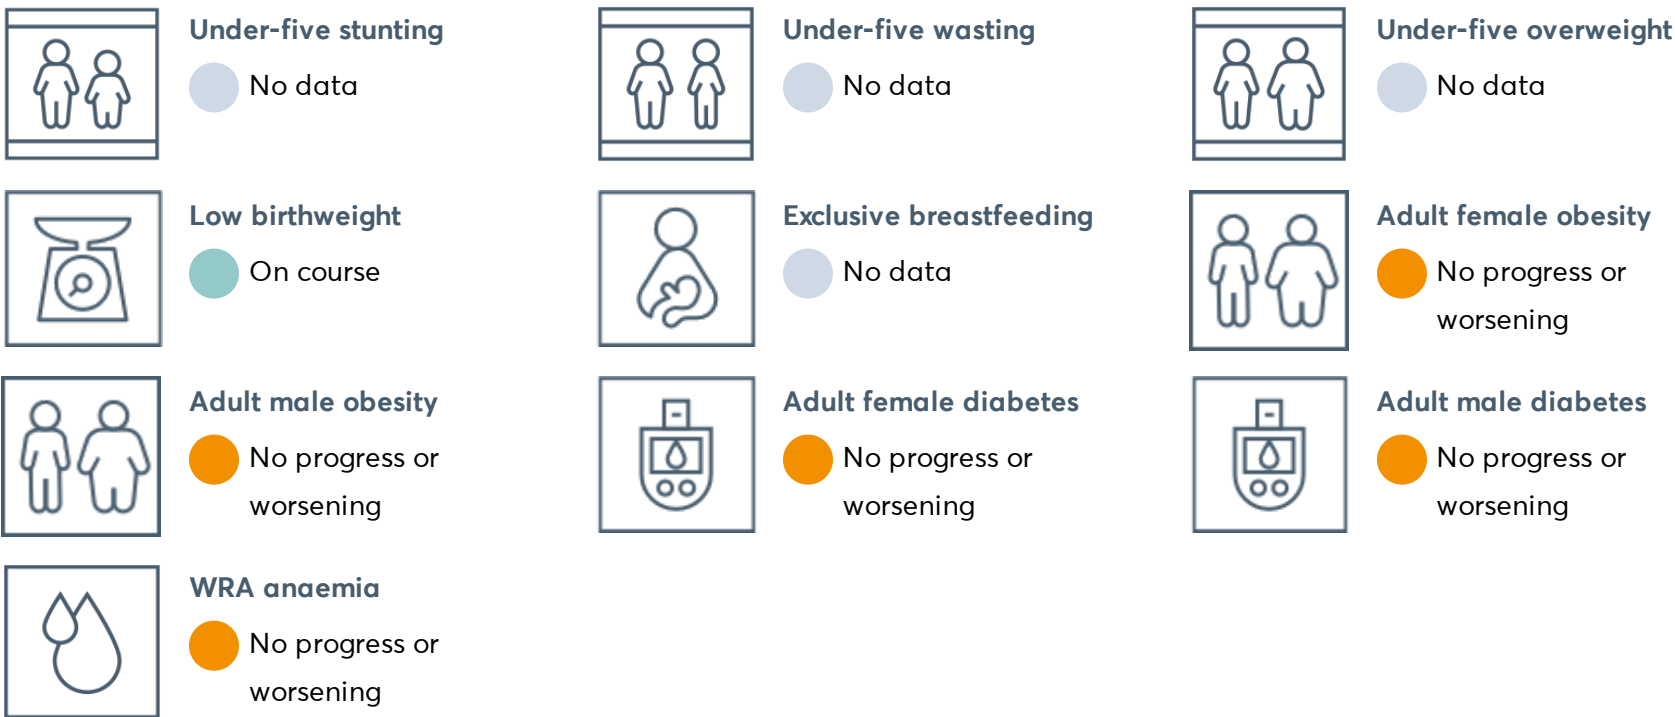 Under-five stunting
No data
Under-five wasting
No data
Under-five overweight
No data
Low birthweight
On course
Exclusive breastfeeding
No data
Adult female obesity
No progress or
worsening
Adult male obesity
No progress or
worsening
Adult female diabetes
No progress or
worsening
Adult male diabetes
No progress or
worsening
WRA anaemia
No progress or
worsening